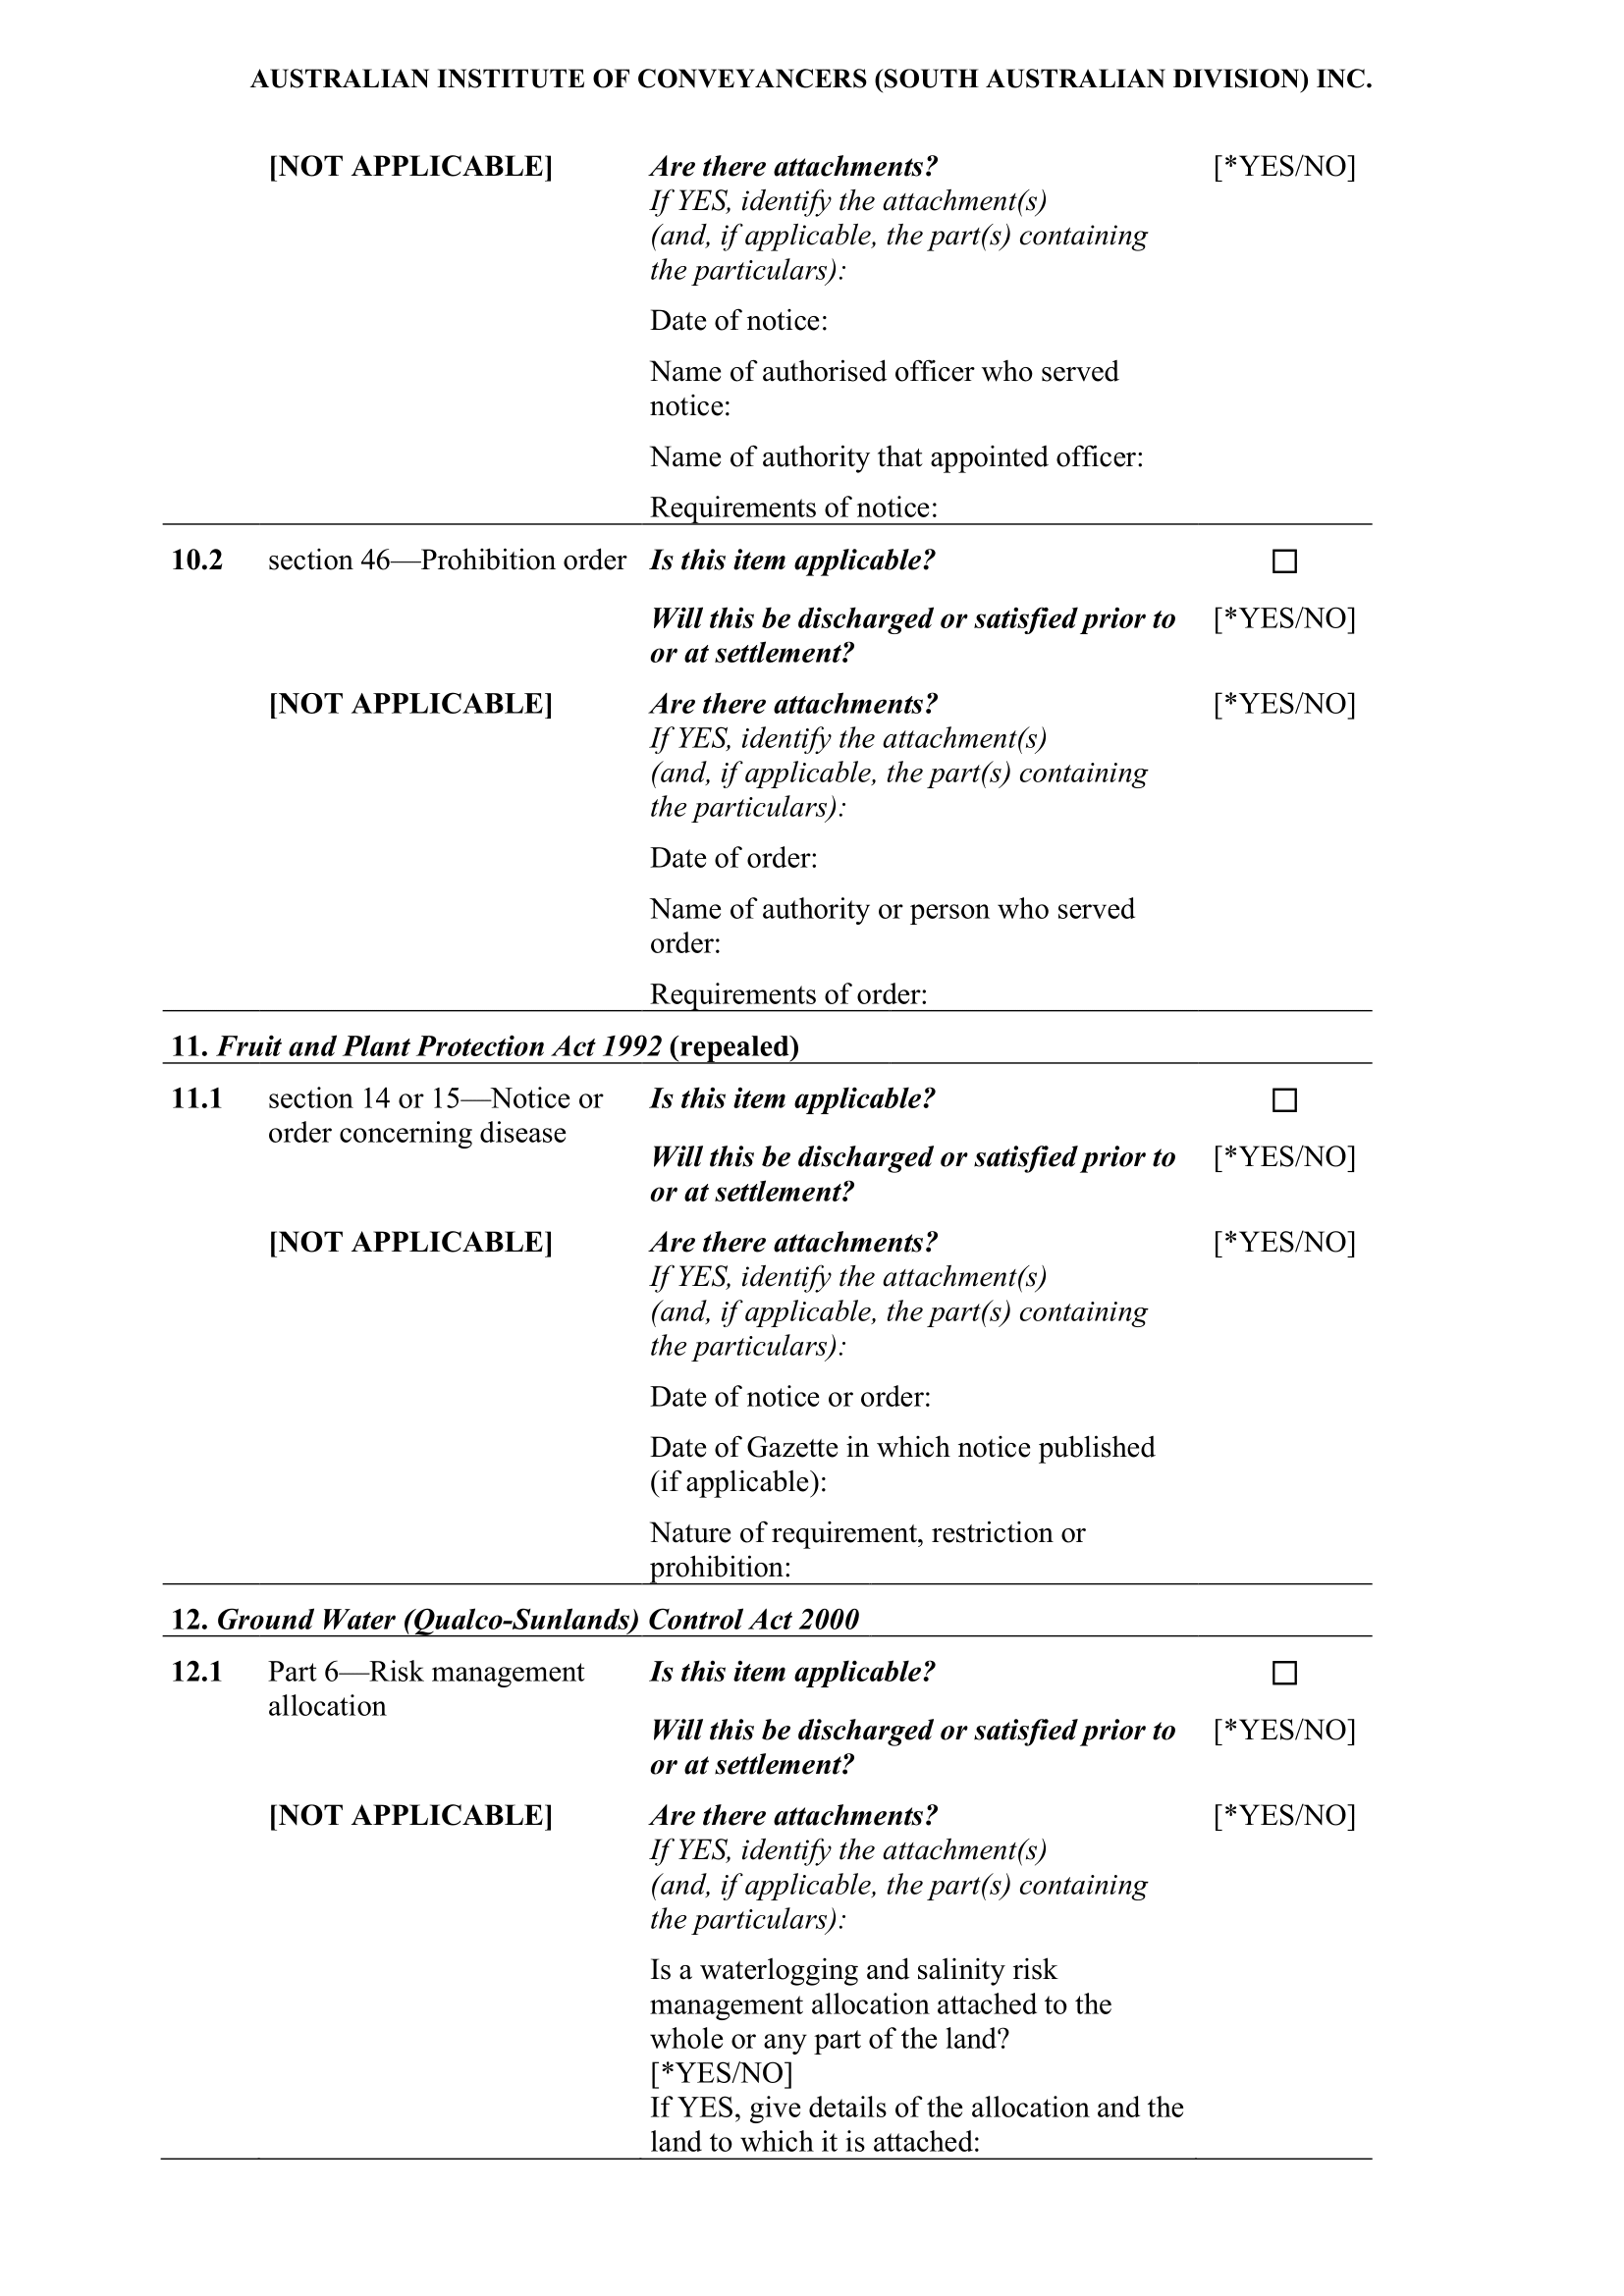 AUSTRALIAN INSTITUTE OF CONVEYANCERS (SOUTH AUSTRALIAN DIVISION) INC.
[NOT APPLICABLE] Are there attachments? [*YES/NO]
If YES, identify the attachment(s)
(and, if applicable, the part(s) containing
the particulars):
Date of notice:
Name of authorised officer who served
notice:
Name of authority that appointed officer:
Requirements of notice:
10.2 section 46—Prohibition order Is this item applicable? ☐
Will this be discharged or satisfied prior to [*YES/NO]
or at settlement?
[NOT APPLICABLE] Are there attachments? [*YES/NO]
If YES, identify the attachment(s)
(and, if applicable, the part(s) containing
the particulars):
Date of order:
Name of authority or person who served
order:
Requirements of order:
11. Fruit and Plant Protection Act 1992 (repealed)
11.1 section 14 or 15—Notice or Is this item applicable? ☐
order concerning disease
Will this be discharged or satisfied prior to [*YES/NO]
or at settlement?
[NOT APPLICABLE] Are there attachments? [*YES/NO]
If YES, identify the attachment(s)
(and, if applicable, the part(s) containing
the particulars):
Date of notice or order:
Date of Gazette in which notice published
(if applicable):
Nature of requirement, restriction or
prohibition:
12. Ground Water (Qualco-Sunlands) Control Act 2000
12.1 Part 6—Risk management Is this item applicable? ☐
allocation
Will this be discharged or satisfied prior to [*YES/NO]
or at settlement?
[NOT APPLICABLE] Are there attachments? [*YES/NO]
If YES, identify the attachment(s)
(and, if applicable, the part(s) containing
the particulars):
Is a waterlogging and salinity risk
management allocation attached to the
whole or any part of the land?
[*YES/NO]
If YES, give details of the allocation and the
land to which it is attached: